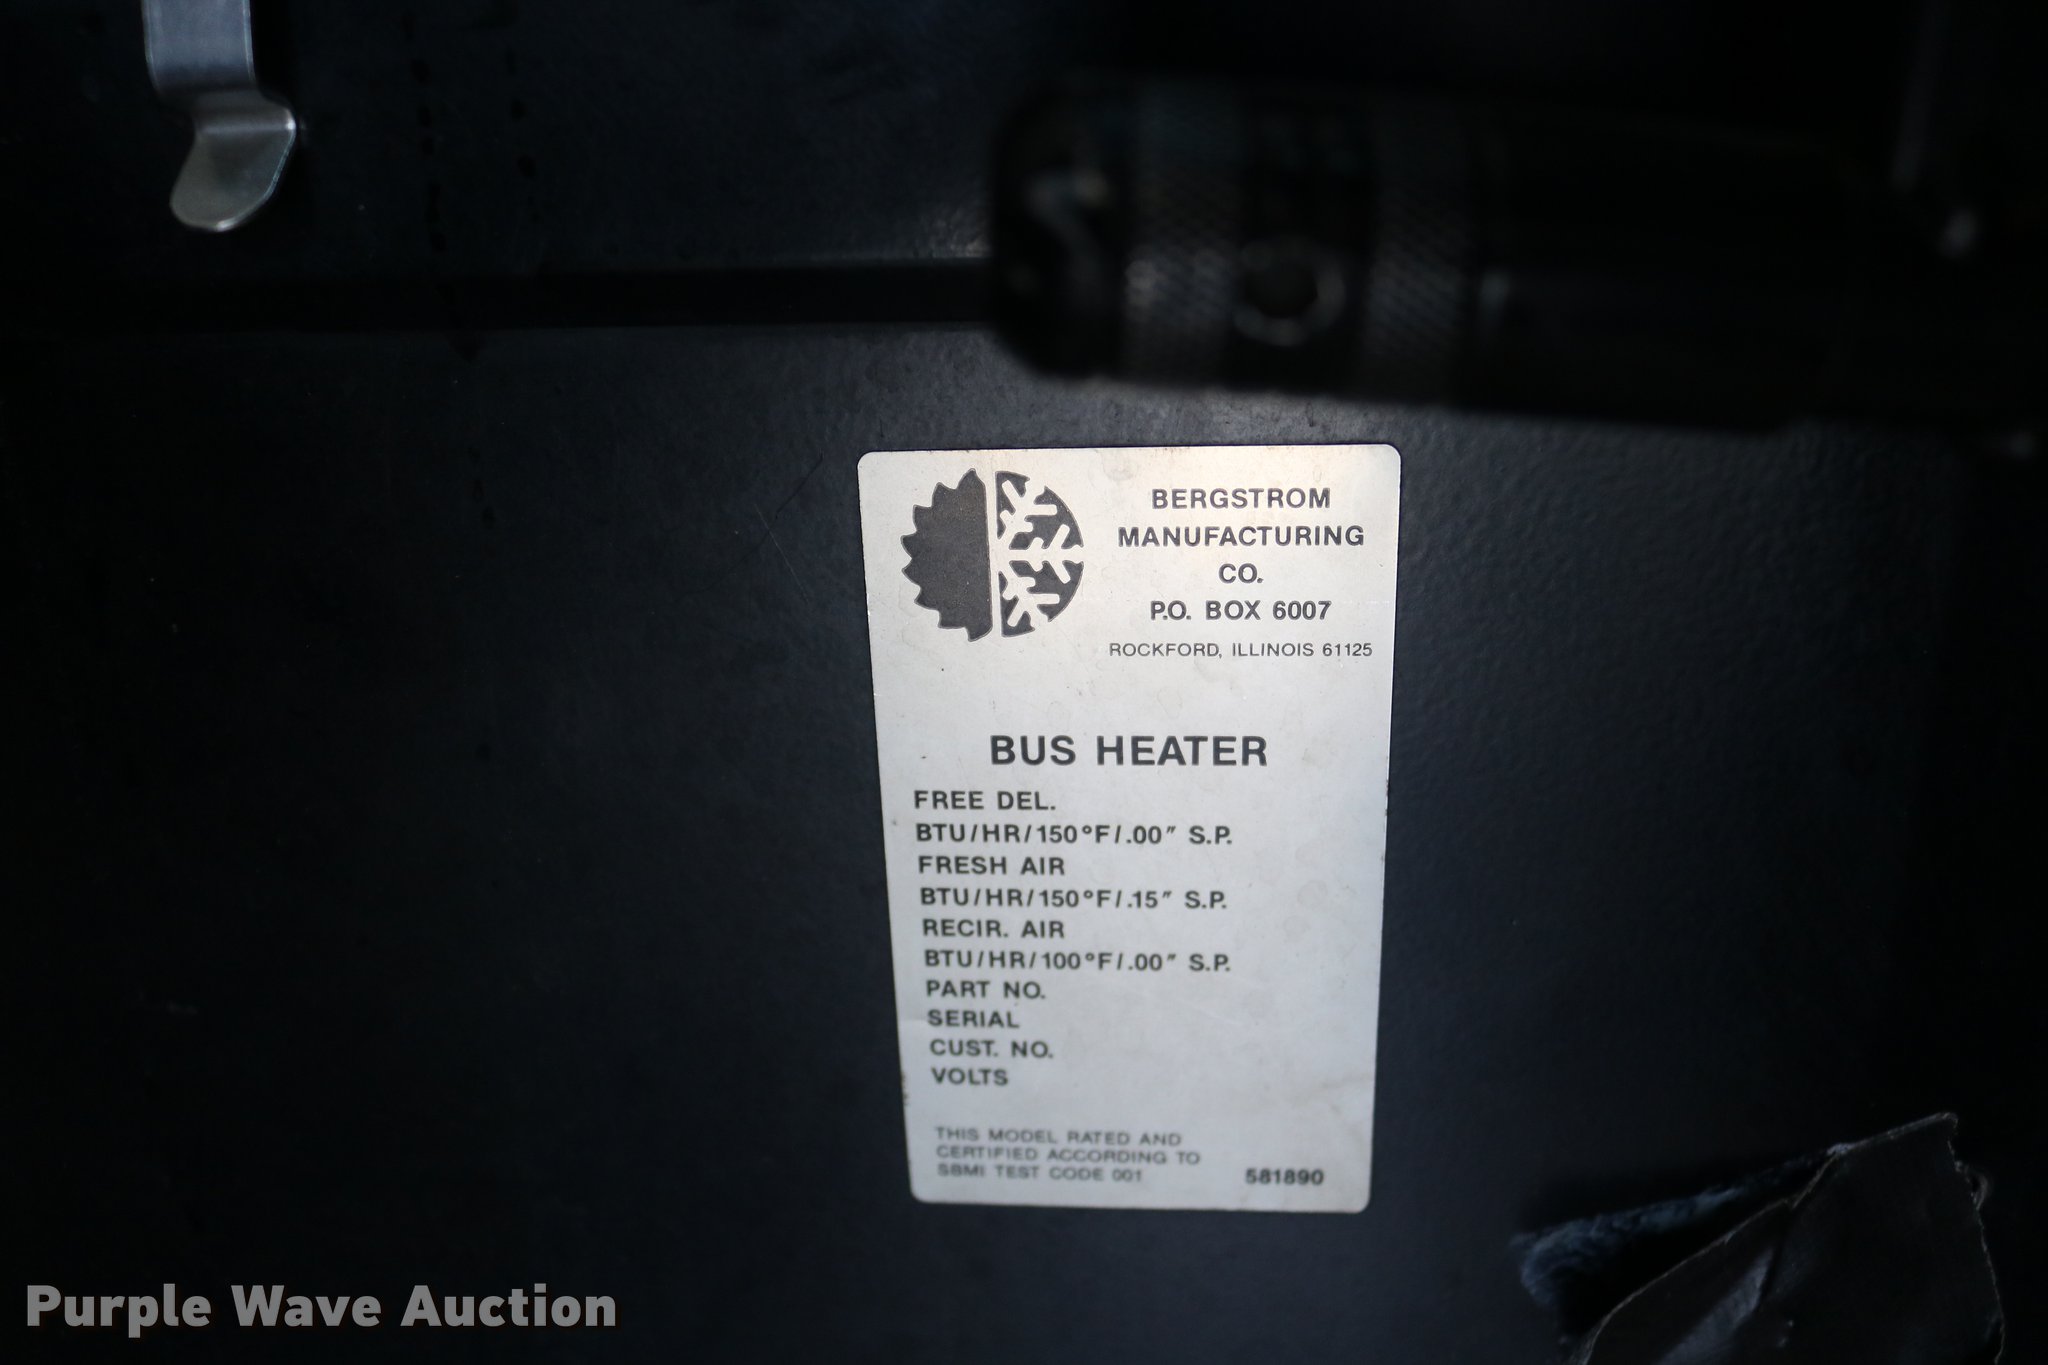 BERGSTROM
MANUFACTURING
CO.
P.O. BOX 6007
ROCKFORD, ILLINOIS 61125
BUS HEATER
FREE DEL.
BTU/HR/150°F/.00" S.P.
FRESH AIR
BTU/HR/150°F/.15" S.P.
RECIR. AIR
BTU/HR/100°F/.00" S.P.
PART NO.
SERIAL
CUST. NO.
VOLTS
THIS MODEL RATED AND
CERTIFIED ACCORDING TO
SBMI TEST CODE 001
581890
Purple Wave Auction